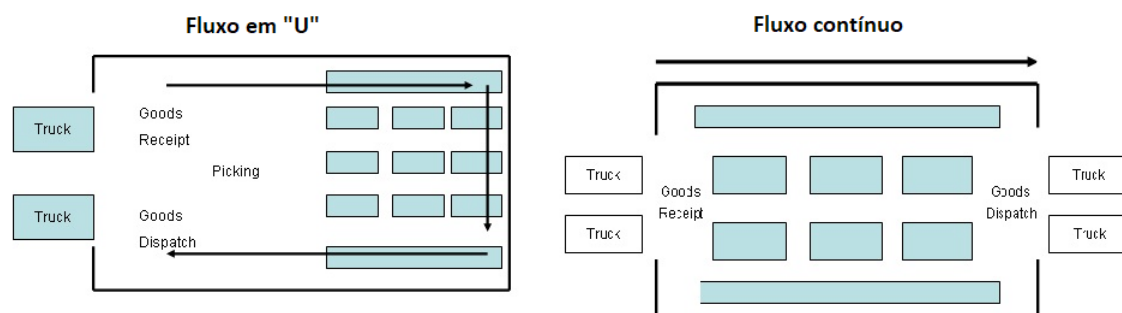 Fluxo em "U"
Truck
Goods
Receipt
Picking
Truck
Goods
Dispatch
Fluxo contínuo
Truck
Truck
Goods
Receipt
Goods
Dispatch
Truck
Truck